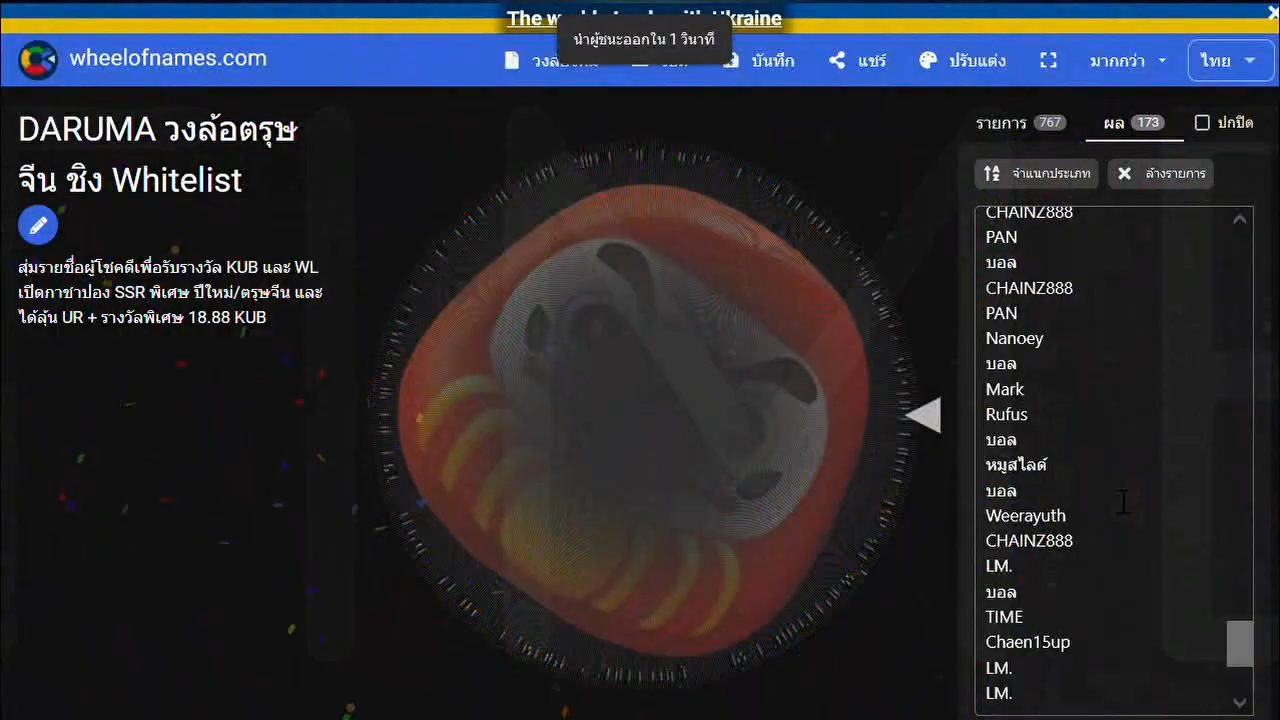 The world stands with Ukraine
นำผู้ชนะออกใน 1 วินาที
wheelofnames.com
บันทึก
แชร์
ปรับแต่ง
มากกว่า
ไทย
DARUMA วงล้อตรุษ
จีน ชิง Whitelist
สุ่มรายชื่อผู้โชคดีเพื่อรับรางวัล KUB และ WL
เปิดกาชาปอง SSR พิเศษ ปีใหม่/ตรุษจีน และ
ได้ลุ้น UR + รางวัลพิเศษ 18.88 KUB
รายการ 767
ผล 173
ปกปิด
จำแนกประเภท
ล้างรายการ
CHAINZ888
PAN
บอล
CHAINZ888
PAN
Nanoey
บอล
Mark
Rufus
บอล
หมูสไลด์
บอล
Weerayuth
CHAINZ888
LM.
บอล
TIME
Chaen15up
LM.
LM.